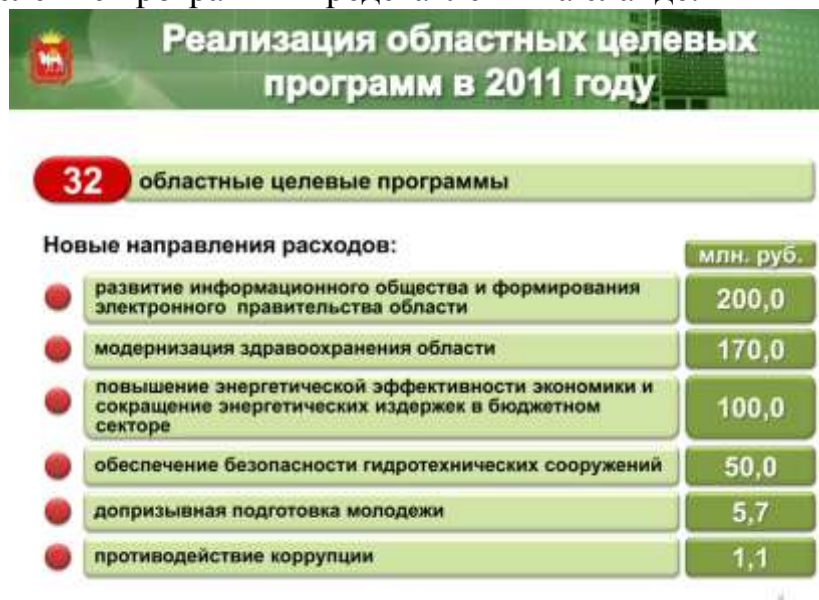 Реализация областных целевых
программ в 2011 году
32 областные целевые программы
Новые направления расходов:
млн. руб.
развитие информационного общества и формирования
электронного правительства области
200,0
модернизация здравоохранения области
170,0
повышение энергетической эффективности экономики и
сокращение энергетических издержек в бюджетном
секторе
100,0
обеспечение безопасности гидротехнических сооружений
50,0
допризывная подготовка молодежи
5,7
противодействие коррупции
1,1